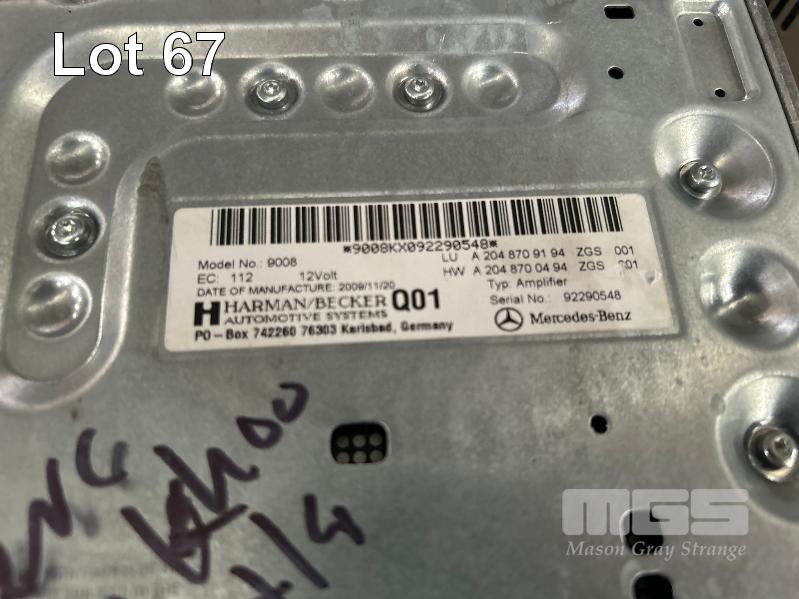 Lot 67
*9008KX092290548*
Model No.: 9008
LU A 204 870 91 94 ZGS 001
EC: 112 12Volt
HW A 204 870 04 94 ZGS 001
DATE OF MANUFACTURE: 2009/11/20
Typ: Amplifier
HARMAN/BECKER Q01
Serial No.: 92290548
AUTOMOTIVE SYSTEMS
Mercedes-Benz
PO-Box 742260 76303 Karlsbad, Germany
MGS
Mason Gray Strange